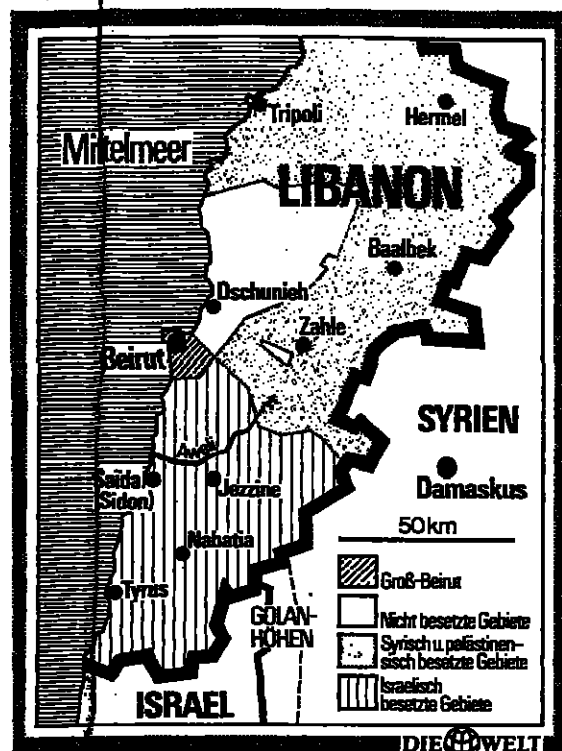 Tripoli
Hermel
Mittelmeer
LIBANON
Baalbek
Dschunieh
Zahle
Beirut
SYRIEN
Awali
Saida
(Sidon)
Jezzine
Damaskus
50km
Nabatia
Tyrus
Groß-Beirut
GOLAN-
HÖHEN
Nicht besetzte Gebiete
Syrisch u. palästinen-
sisch besetzte Gebiete
Israelisch
besetzte Gebiete
ISRAEL
DIE WELT